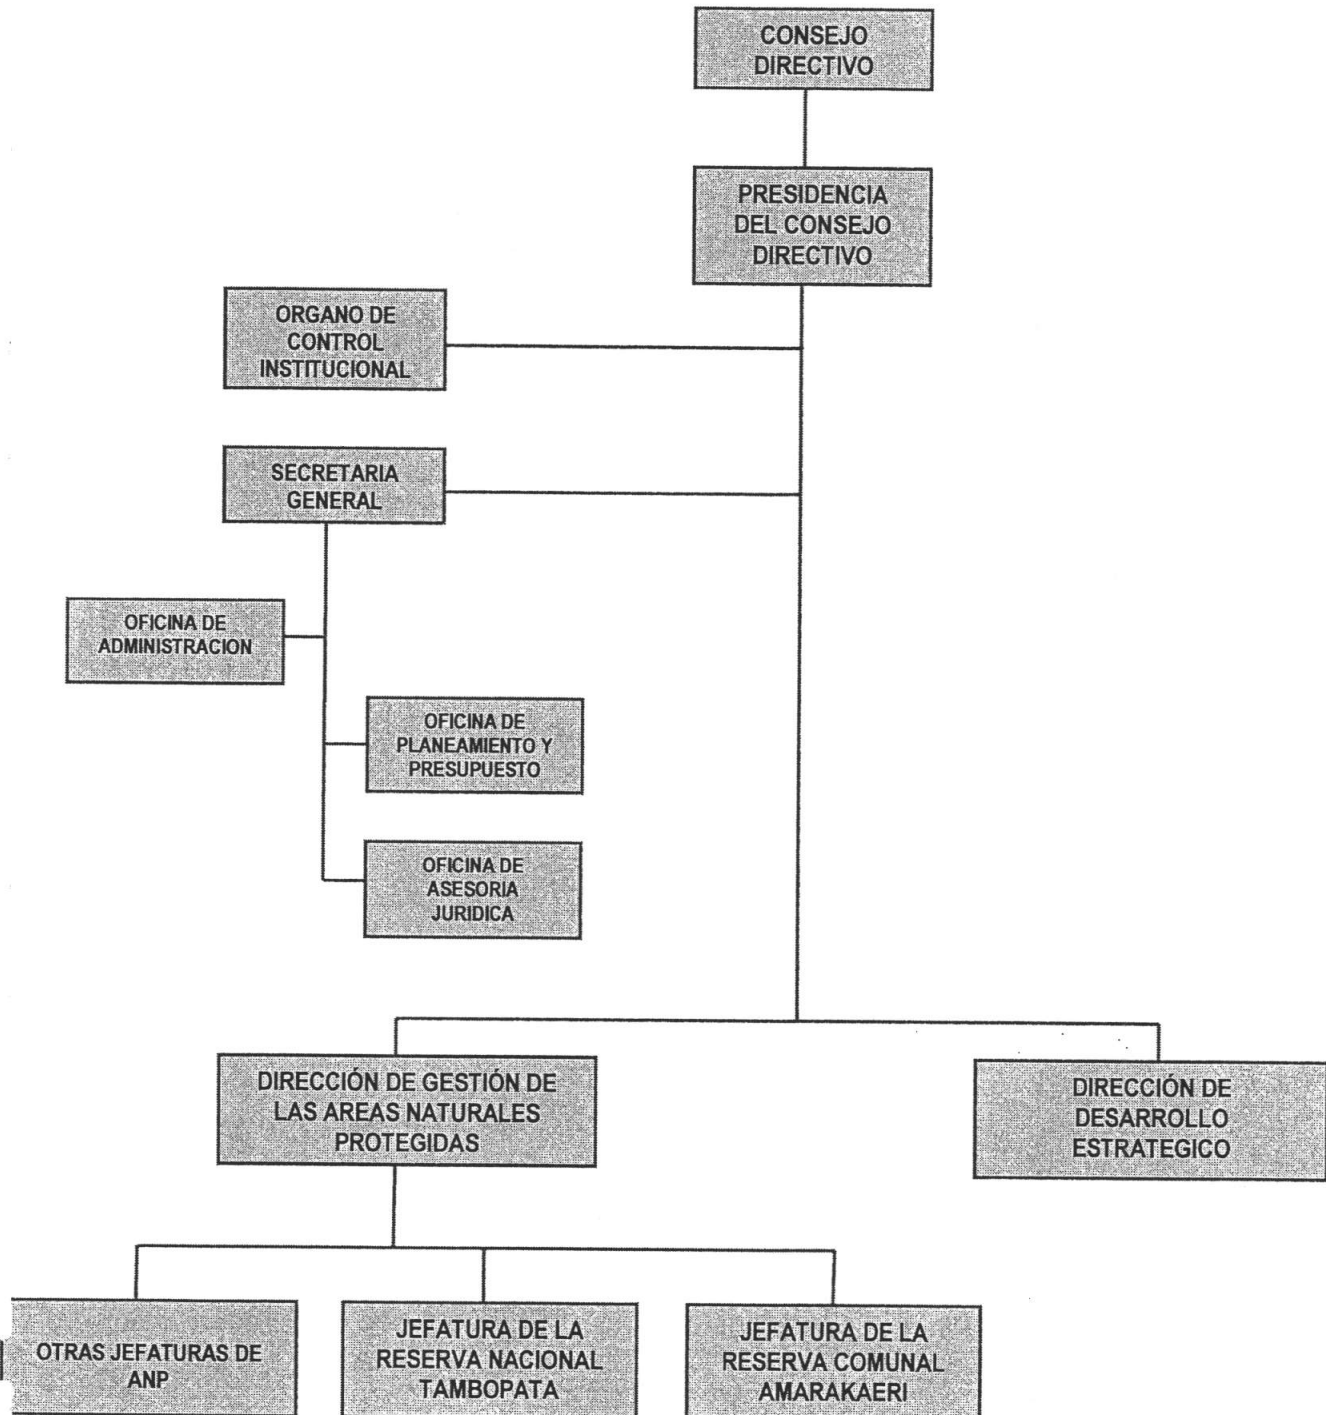 CONSEJO
DIRECTIVO
PRESIDENCIA
DEL CONSEJO
DIRECTIVO
ORGANO DE
CONTROL
INSTITUCIONAL
SECRETARIA
GENERAL
OFICINA DE
ADMINISTRACION
OFICINA DE
PLANEAMIENTO Y
PRESUPUESTO
OFICINA DE
ASESORIA
JURIDICA
DIRECCIÓN DE GESTIÓN DE
LAS AREAS NATURALES
PROTEGIDAS
DIRECCIÓN DE
DESARROLLO
ESTRATEGICO
OTRAS JEFATURAS DE
ANP
JEFATURA DE LA
RESERVA NACIONAL
TAMBOPATA
JEFATURA DE LA
RESERVA COMUNAL
AMARAKAERI